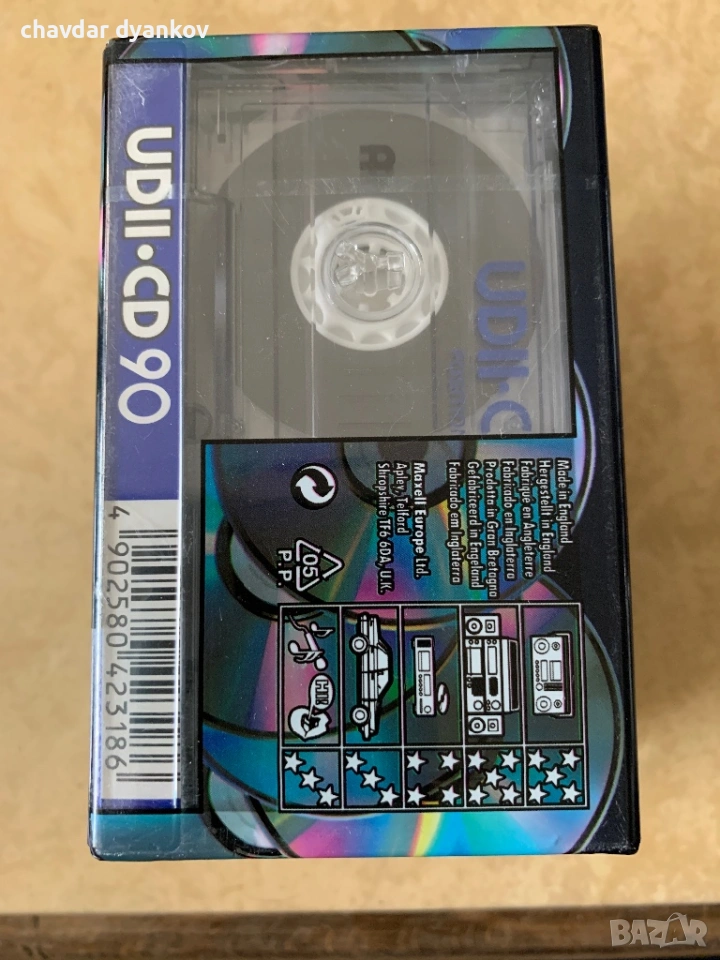 chavdar dyankov
UDII•CD90
A
UDII•C
Made in England
Hergestellt in England
Fabriqué en Angleterre
Fabricado en Inglaterra
Prodotto in Gran Bretagna
Gefabriceerd in Engeland
Fabricado em Inglaterra
Maxell Europe Ltd.
Apley, Telford
Shropshire TF6 6DA, U.K.
05
P.P.
4 902580 423186
BAZAR